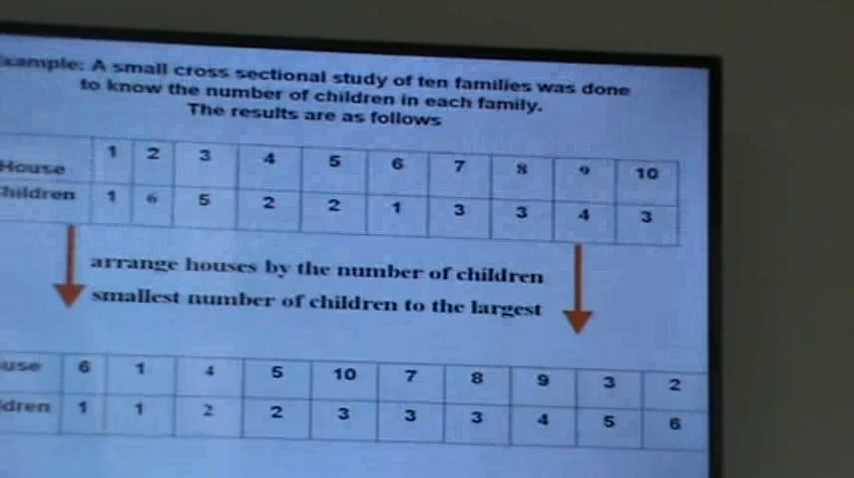 xample: A small cross sectional study of ten families was done
to know the number of children in each family.
The results are as follows
House 1 2 3 4 5 6 7 8 9 10
hildren 1 6 5 2 2 1 3 3 4 3
arrange houses by the number of children
smallest number of children to the largest
use 6 1 4 5 10 7 8 9 3 2
dren 1 1 2 2 3 3 3 4 5 6